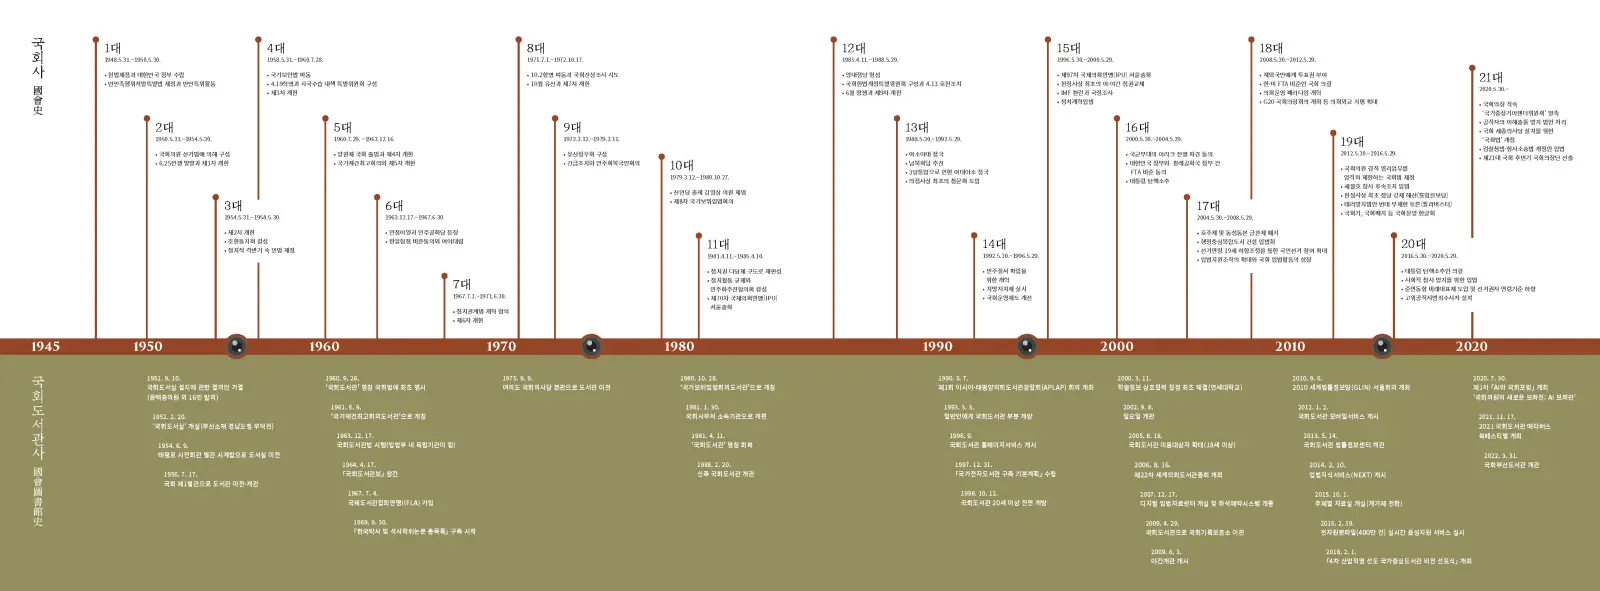 국회사 國會史
1대
1948.5.31.~1950.5.30.
• 헌법제정과 대한민국 정부 수립
• 반민족행위처벌특별법 제정과 반민특위활동
2대
1950.5.31.~1954.5.30.
• 국회의원 선거법에 의해 구성
• 6.25전쟁 발발과 제1차 개헌
3대
1954.5.31.~1958.5.30.
• 제2차 개헌
• 호헌동지회 결성
• 정치적 격변기 속 민법 제정
4대
1958.5.31.~1960.7.28.
• 국가보안법 파동
• 4.19혁명과 시국수습 대책 특별위원회 구성
• 제3차 개헌
5대
1960.7.29. ~1963.12.16.
• 양원제 국회 출범과 제4차 개헌
• 국가재건최고회의와 제5차 개헌
6대
1963.12.17.~1967.6.30.
• 민정이양과 민주공화당 등장
• 한일협정 비준동의와 여야대립
7대
1967.7.1.~1971.6.30.
• 정치관계법 개혁 협의
• 제6차 개헌
8대
1971.7.1.~1972.10.17.
• 10.2항명 파동과 국회선상조사 시도
• 10월 유신과 제7차 개헌
9대
1973.3.12.~1979.3.11.
• 유신정우회 구성
• 긴급조치와 민주회복국민회의
10대
1979.3.12.~1980.10.27.
• 신민당 총재 김영삼 의원 제명
• 제8차 국가보위입법회의
11대
1981.4.11.~1985.4.10.
• 정치권 다당제 구도로 재편성
• 정치활동 규제와
민주화추진협의회 결성
• 제70차 국제의회연맹(IPU)
서울총회
12대
1985.4.11.~1988.5.29.
• 양대정당 형성
• 국회헌법개정특별위원회 구성과 4.13 호헌조치
• 6월 항쟁과 제9차 개헌
13대
1988.5.30.~1992.5.29.
• 여소야대 정국
• 남북회담 추진
• 3당통합으로 인한 여대야소 정국
• 의정사상 최초의 청문회 도입
14대
1992.5.30.~1996.5.29.
• 민주질서 확립을
위한 개혁
• 지방자치제 실시
• 국회운영제도 개선
15대
1996.5.30.~2000.5.29.
• 제97차 국제의회연맹(IPU) 서울총회
• 헌정사상 최초의 여·야간 정권교체
• IMF 환란과 국정조사
• 정치개혁입법
16대
2000.5.30.~2004.5.29.
• 국군부대의 이라크 전쟁 파견 동의
• 대한민국 정부와 칠레공화국 정부 간
FTA 비준 동의
• 대통령 탄핵소추
17대
2004.5.30.~2008.5.29.
• 호주제 및 동성동본 금혼제 폐지
• 행정중심복합도시 건설 입법화
• 선거연령 19세 하향조정을 통한 국민선거 참여 확대
• 입법지원조직의 확대와 국회 입법활동의 성장
18대
2008.5.30.~2012.5.29.
• 재외국민에게 투표권 부여
• 한·미 FTA 비준안 국회 의결
• 의회운영 패러다임 개혁
• G20 국회의장회의 개최 등 의회외교 지평 확대
19대
2012.5.30.~2016.5.29.
• 국회의원 겸직·영리업무를
엄격히 제한하는 국회법 제정
• 세월호 참사 후속조치 입법
• 헌정사상 최초 정당 강제 해산(통합진보당)
• 테러방지법안 반대 무제한 토론(필리버스터)
• 국회기, 국회배지 등 국회문양 한글화
20대
2016.5.30.~2020.5.29.
• 대통령 탄핵소추안 의결
• 사회적 참사 방지를 위한 입법
• 준연동형 비례대표제 도입 및 선거권자 연령기준 하향
• 고위공직자범죄수사처 설치
21대
2020.5.30.~
• 국회의장 직속
'국가중장기아젠더위원회' 발족
• 공직자의 이해충돌 방지 법안 처리
• 국회 세종의사당 설치를 위한
'국회법' 개정
• 검찰청법·형사소송법 개정안 입법
• 제21대 국회 후반기 국회의장단 선출
1945 1950 1960 1970 1980 1990 2000 2010 2020
국회도서관사 國會圖書館史
1951. 9. 10.
국회도서실 설치에 관한 결의안 가결
(윤택중의원 외 16인 발의)
1952. 2. 20.
'국회도서실' 개실(부산소재 경남도청 무덕전)
1954. 6. 9.
태평로 시민회관 별관 시계탑으로 도서실 이전
1956. 7. 17.
국회 제1별관으로 도서관 이전·개관
1960. 9. 26.
'국회도서관' 명칭 국회법에 최초 명시
1961. 6. 9.
'국가재건최고회의도서관'으로 개칭
1963. 12. 17.
국회도서관법 시행(입법부 내 독립기관이 됨)
1964. 4. 17.
「국회도서관보」 창간
1967. 7. 4.
국제도서관협회연맹(IFLA) 가입
1969. 9. 30.
「한국박사 및 석사학위논문 총목록」 구축 시작
1975. 9. 9.
여의도 국회의사당 본관으로 도서관 이전
1980. 10. 28.
'국가보위입법회의도서관'으로 개칭
1981. 1. 30.
국회사무처 소속기관으로 개편
1981. 4. 11.
'국회도서관' 명칭 회복
1988. 2. 20.
신축 국회도서관 개관
1990. 5. 7.
제1회 아시아·태평양의회도서관장협회(APLAP) 회의 개최
1993. 3. 3.
일반인에게 국회도서관 부분 개방
1996. 9.
국회도서관 홈페이지서비스 개시
1997. 12. 31.
「국가전자도서관 구축 기본계획」 수립
1998. 10. 12.
국회도서관 20세 이상 전면 개방
2000. 3. 11.
학술정보 상호협력 협정 최초 체결(연세대학교)
2002. 9. 8.
일요일 개관
2005. 8. 19.
국회도서관 이용대상자 확대(18세 이상)
2006. 8. 16.
제22차 세계의회도서관총회 개최
2007. 12. 17.
디지털 입법자료센터 개실 및 좌석예약시스템 개통
2009. 4. 29.
국회도서관으로 국회기록보존소 이관
2009. 6. 3.
야간개관 개시
2010. 9. 6.
2010 세계법률정보망(GLIN) 서울회의 개최
2012. 1. 2.
국회도서관 모바일서비스 개시
2013. 5. 14.
국회도서관 법률정보센터 개관
2014. 2. 10.
입법지식서비스(NEXT) 개시
2015. 10. 1.
주제별 자료실 개실(개가제 전환)
2016. 2. 19.
전지원본파일(400만 건) 실시간 음성지원 서비스 실시
2018. 2. 1.
「4차 산업혁명 선도 국가중심도서관 비전 선포식」 개최
2020. 7. 30.
제1차 「AI와 국회포럼」 개최
'국회의원의 새로운 보좌진: AI 보좌관'
2021. 11. 17.
2021 국회도서관 메타버스
북페스티벌 개최
2022. 3. 31.
국회부산도서관 개관